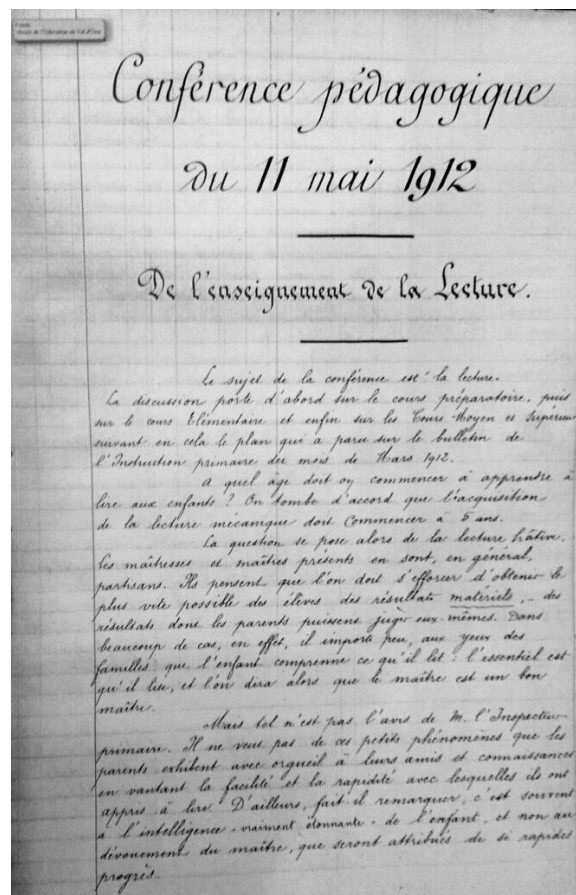 Musée de l'Education du Val d'Oise
Conférence pédagogique
du 11 mai 1912
De l'enseignement de la Lecture.
Le sujet de la conférence est "la lecture.
La discussion porte d'abord sur le cours préparatoire, puis
sur le cours Elémentaire et enfin sur les Cours Moyen et Supérieur
suivant en cela le plan qui a paru sur le bulletin de
l'Instruction primaire du mois de Mars 1912.
A quel âge doit on commencer à apprendre à
lire aux enfants ? On tombe d'accord que l'acquisition
de la lecture mécanique doit commencer à 5 ans.
La question se pose alors de la lecture hâtive.
Les maîtresses et maîtres présents en sont, en général,
partisans. Ils pensent que l'on doit s'efforcer d'obtenir le
plus vite possible des élèves des résultats matériels, - des
résultats dont les parents puissent juger eux-mêmes. Dans
beaucoup de cas, en effet, il importe peu, aux yeux des
familles que l'enfant comprenne ce qu'il lit : l'essentiel est
qu'il lise, et l'on dira alors que le maître est un bon
maître.
Mais tel n'est pas l'avis de M. l'Inspecteur
primaire. Il ne veut pas de ces petits phénomènes que les
parents exhibent avec orgueil à leurs amis et connaissances
en vantant la facilité et la rapidité avec lesquelles ils ont
appris à lire. D'ailleurs, fait-il remarquer, c'est souvent
à l'intelligence "vraiment étonnante" de l'enfant, et non au
dévouement du maître, que seront attribués de si rapides
progrès.